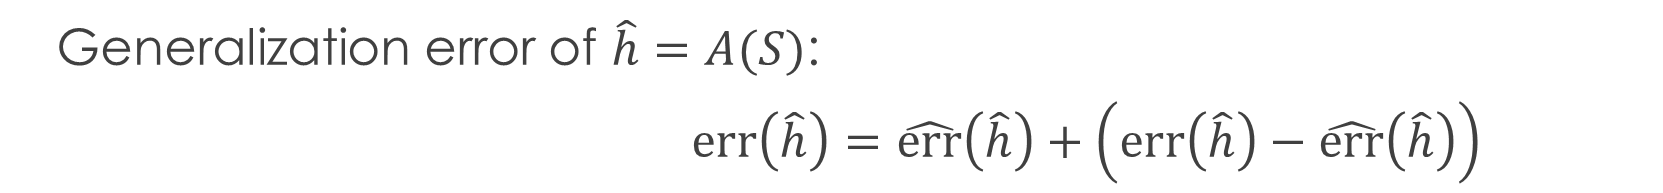 Generalization error of ĥ = A(S):
err(ĥ) = err̂(ĥ) + (err(ĥ) − err̂(ĥ))